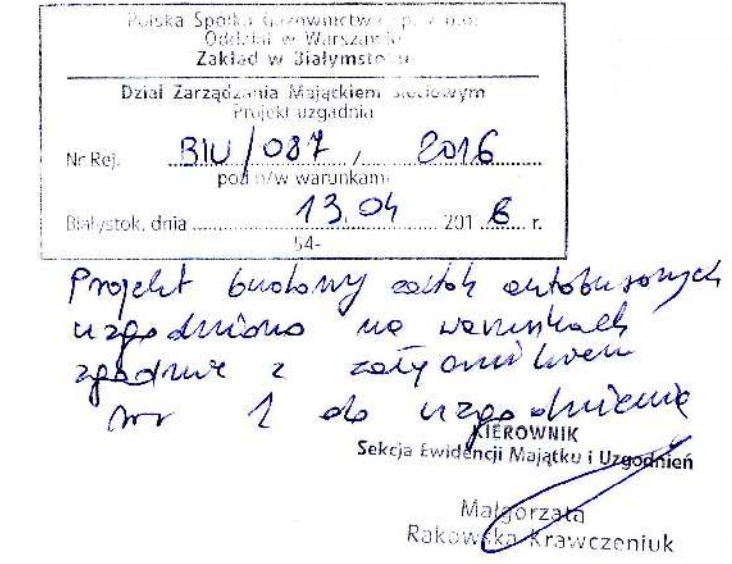 Polska Spółka Gazownictwa Sp. z o.o.
Oddział w Warszawie
Zakład w Białymstoku
Dział Zarządzania Majątkiem Sieciowym
Projekt uzgadnia
Nr Rej. BIU/087/2016
pod n/w warunkami
Białystok, dnia 13.04 2016 r.
54-
Projekt budowy zatok autobusowych
uzgodniono na warunkach
zgodnie z załącznikiem
nr 1 do uzgodnienia
KIEROWNIK
Sekcja Ewidencji Majątku i Uzgodnień
Małgorzata
Rakowska Krawczeniuk